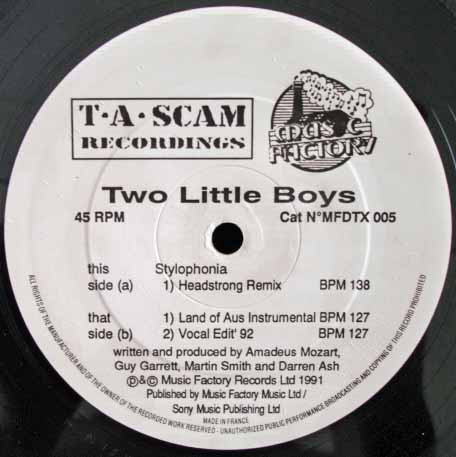 T·A·SCAM
RECORDINGS
MUSIC
FACTORY
Two Little Boys
45 RPM Cat N°MFDTX 005
this Stylophonia
side (a) 1) Headstrong Remix BPM 138
that 1) Land of Aus Instrumental BPM 127
side (b) 2) Vocal Edit' 92 BPM 127
written and produced by Amadeus Mozart,
Guy Garrett, Martin Smith and Darren Ash
℗&© Music Factory Records Ltd 1991
Published by Music Factory Music Ltd /
Sony Music Publishing Ltd
MADE IN FRANCE
ALL RIGHTS OF THE MANUFACTURER AND OF THE OWNER OF THE RECORDED WORK RESERVED - UNAUTHORIZED PUBLIC PERFORMANCE BROADCASTING AND COPYING OF THIS RECORD PROHIBITED